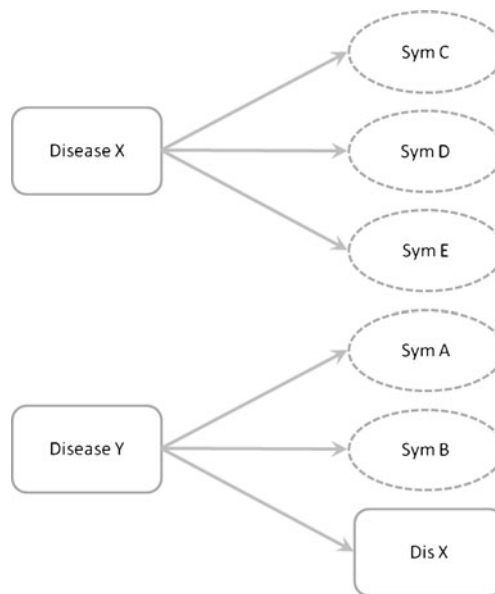 Sym C
Disease X
Sym D
Sym E
Sym A
Disease Y
Sym B
Dis X